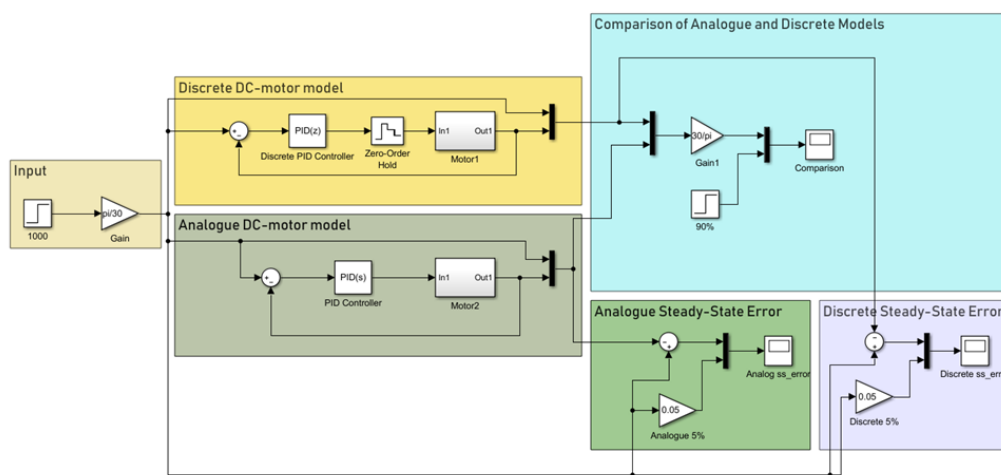 Comparison of Analogue and Discrete Models
Discrete DC-motor model
PID(z)
Discrete PID Controller
Zero-Order
Hold
In1
Out1
Motor1
30/pi
Gain1
Comparison
90%
Input
1000
pi/30
Gain
Analogue DC-motor model
PID(s)
PID Controller
In1
Out1
Motor2
Analogue Steady-State Error
Analog ss_error
0.05
Analogue 5%
Discrete Steady-State Error
Discrete ss_err
0.05
Discrete 5%